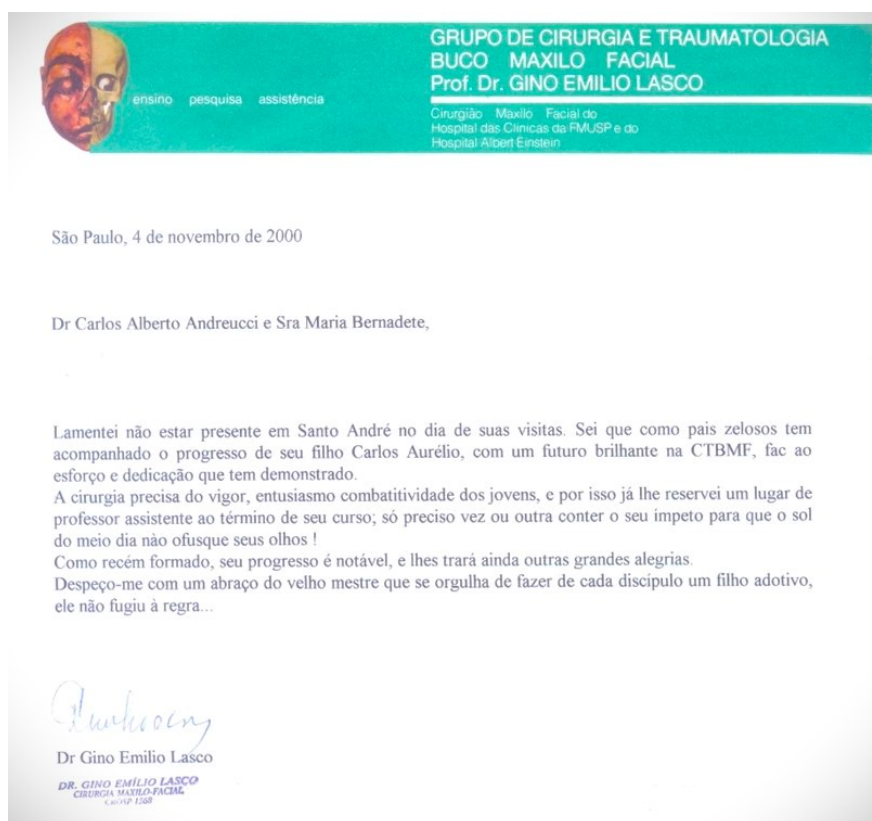 GRUPO DE CIRURGIA E TRAUMATOLOGIA
BUCO MAXILO FACIAL
Prof. Dr. GINO EMILIO LASCO
ensino pesquisa assistência
Cirurgião Maxilo Facial do
Hospital das Clínicas da FMUSP e do
Hospital Albert Einstein
São Paulo, 4 de novembro de 2000
Dr Carlos Alberto Andreucci e Sra Maria Bernadete,
Lamentei não estar presente em Santo André no dia de suas visitas. Sei que como pais zelosos tem
acompanhado o progresso de seu filho Carlos Aurélio, com um futuro brilhante na CTBMF, fac ao
esforço e dedicação que tem demonstrado.
A cirurgia precisa do vigor, entusiasmo combatitividade dos jovens, e por isso já lhe reservei um lugar de
professor assistente ao término de seu curso; só preciso vez ou outra conter o seu ímpeto para que o sol
do meio dia não ofusque seus olhos !
Como recém formado, seu progresso é notável, e lhes trará ainda outras grandes alegrias.
Despeço-me com um abraço do velho mestre que se orgulha de fazer de cada discípulo um filho adotivo,
ele não fugiu à regra...
Dr Gino Emilio Lasco
DR. GINO EMÍLIO LASCO
CIRURGIA MAXILO-FACIAL